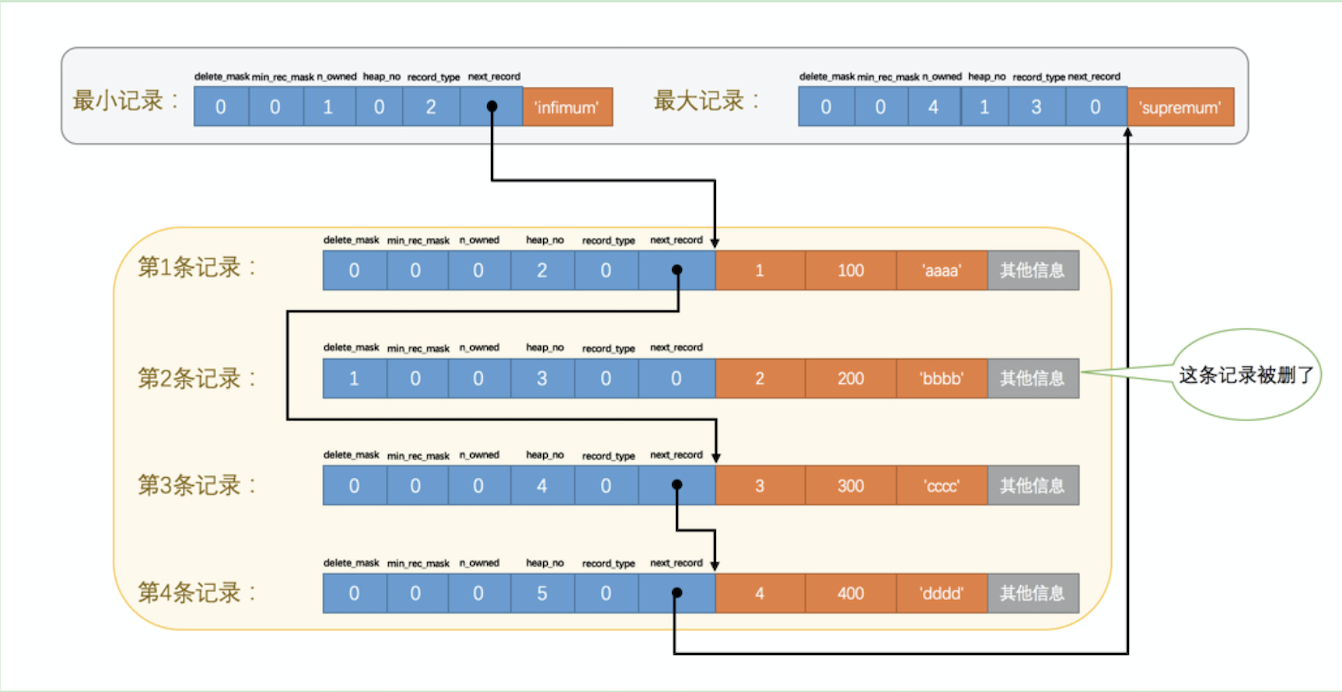 delete_mask min_rec_mask n_owned heap_no record_type next_record
最小记录： 0 0 1 0 2 'infimum'
delete_mask min_rec_mask n_owned heap_no record_type next_record
最大记录： 0 0 4 1 3 0 'supremum'
delete_mask min_rec_mask n_owned heap_no record_type next_record
第1条记录： 0 0 0 2 0 1 100 'aaaa' 其他信息
delete_mask min_rec_mask n_owned heap_no record_type next_record
第2条记录： 1 0 0 3 0 0 2 200 'bbbb' 其他信息
这条记录被删了
delete_mask min_rec_mask n_owned heap_no record_type next_record
第3条记录： 0 0 0 4 0 3 300 'cccc' 其他信息
delete_mask min_rec_mask n_owned heap_no record_type next_record
第4条记录： 0 0 0 5 0 4 400 'dddd' 其他信息